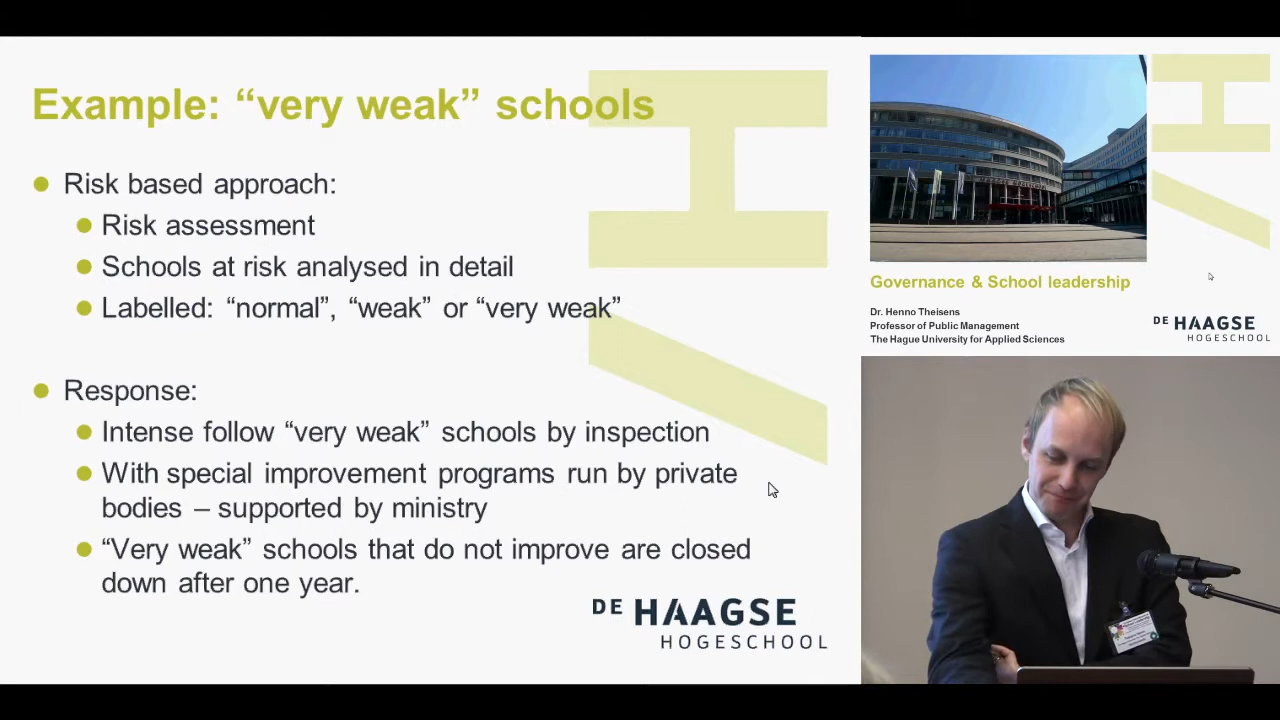 Example: “very weak” schools
Risk based approach:
Risk assessment
Schools at risk analysed in detail
Labelled: “normal”, “weak” or “very weak”
Response:
Intense follow “very weak” schools by inspection
With special improvement programs run by private
bodies – supported by ministry
“Very weak” schools that do not improve are closed
down after one year.
DE HAAGSE
HOGESCHOOL
Governance & School leadership
Dr. Henno Theisens
Professor of Public Management
The Hague University for Applied Sciences
DE HAAGSE
HOGESCHOOL